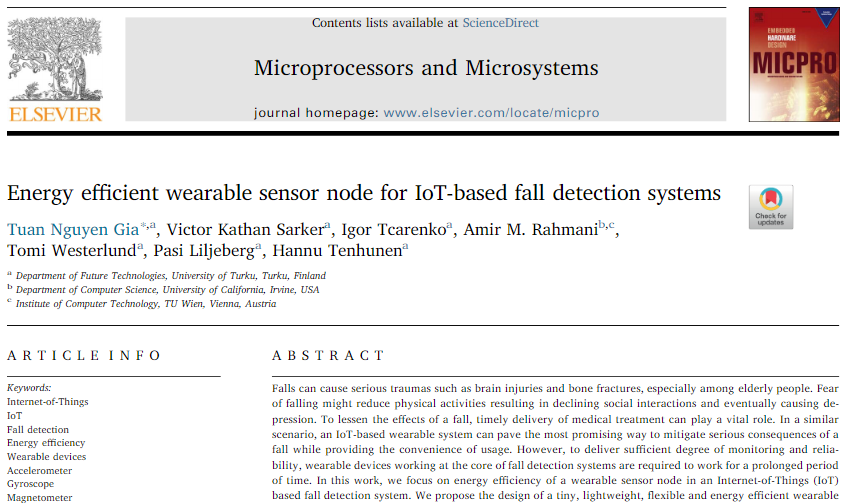 Contents lists available at ScienceDirect
Microprocessors and Microsystems
journal homepage: www.elsevier.com/locate/micpro
ELSEVIER
EMBEDDED
HARDWARE
DESIGN
MICPRO
Energy efficient wearable sensor node for IoT-based fall detection systems
Check for
updates
Tuan Nguyen Gia*,a, Victor Kathan Sarkera, Igor Tcarenkoa, Amir M. Rahmanib,c,
Tomi Westerlunda, Pasi Liljeberga, Hannu Tenhunena
a Department of Future Technologies, University of Turku, Turku, Finland
b Department of Computer Science, University of California, Irvine, USA
c Institute of Computer Technology, TU Wien, Vienna, Austria
ARTICLE INFO
Keywords:
Internet-of-Things
IoT
Fall detection
Energy efficiency
Wearable devices
Accelerometer
Gyroscope
Magnetometer
ABSTRACT
Falls can cause serious traumas such as brain injuries and bone fractures, especially among elderly people. Fear
of falling might reduce physical activities resulting in declining social interactions and eventually causing de-
pression. To lessen the effects of a fall, timely delivery of medical treatment can play a vital role. In a similar
scenario, an IoT-based wearable system can pave the most promising way to mitigate serious consequences of a
fall while providing the convenience of usage. However, to deliver sufficient degree of monitoring and relia-
bility, wearable devices working at the core of fall detection systems are required to work for a prolonged period
of time. In this work, we focus on energy efficiency of a wearable sensor node in an Internet-of-Things (IoT)
based fall detection system. We propose the design of a tiny, lightweight, flexible and energy efficient wearable